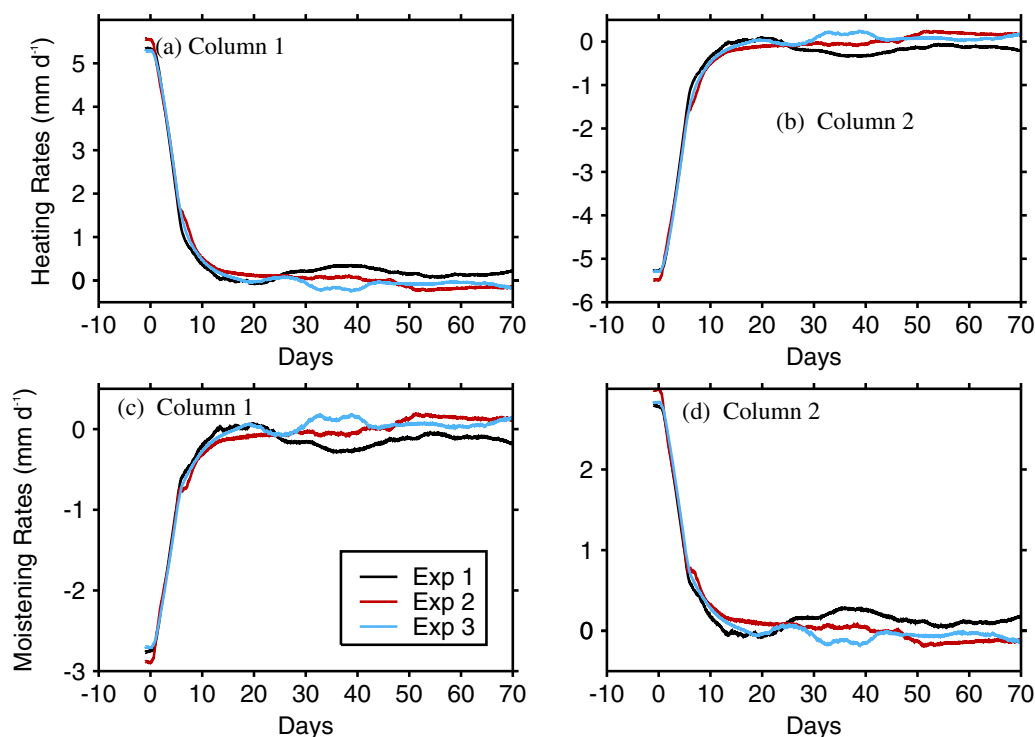 (a) Column 1
Heating Rates (mm d⁻¹)
5
4
3
2
1
0
-10 0 10 20 30 40 50 60 70
Days
(b) Column 2
0
-1
-2
-3
-4
-5
-6
-10 0 10 20 30 40 50 60 70
Days
(c) Column 1
Moistening Rates (mm d⁻¹)
0
-1
-2
-3
Exp 1
Exp 2
Exp 3
-10 0 10 20 30 40 50 60 70
Days
(d) Column 2
2
1
0
-10 0 10 20 30 40 50 60 70
Days